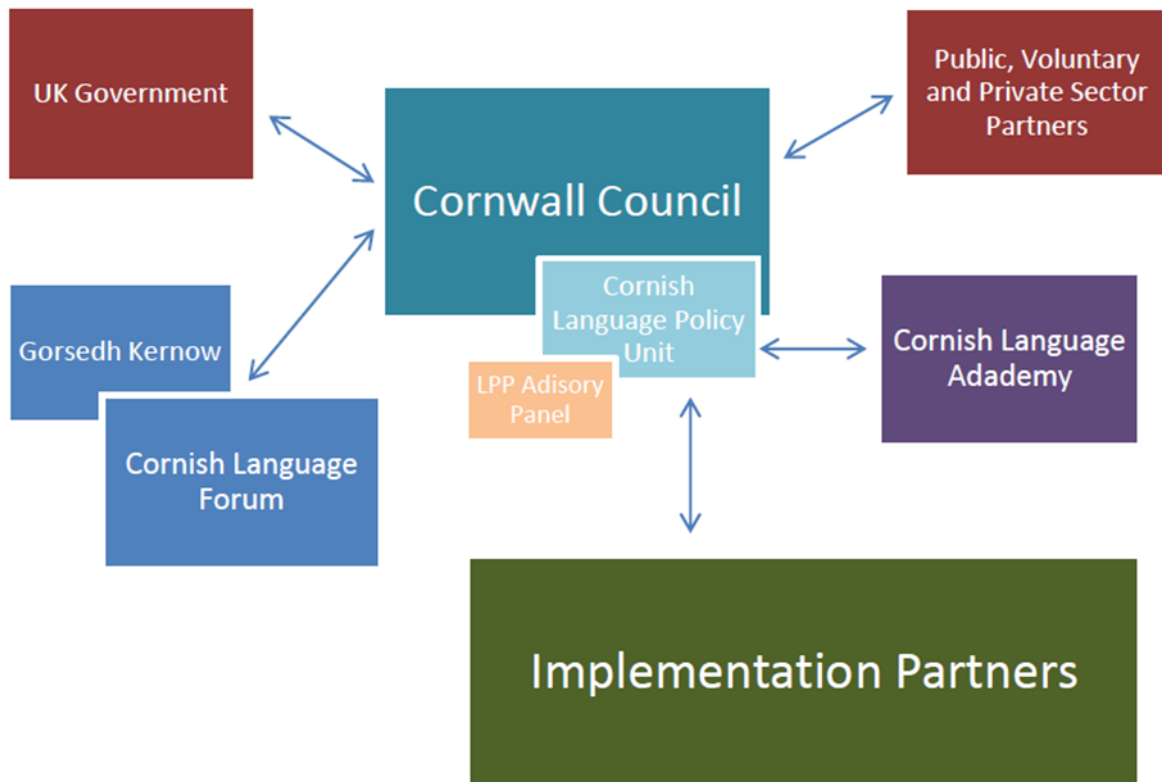 UK Government
Public, Voluntary
and Private Sector
Partners
Cornwall Council
Cornish
Language Policy
Unit
LPP Adisory
Panel
Gorsedh Kernow
Cornish Language
Forum
Cornish Language
Adademy
Implementation Partners